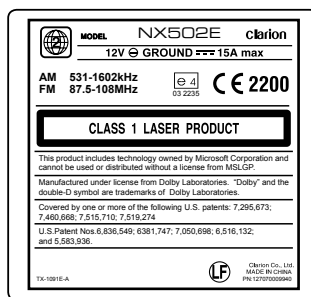 2 MODEL NX502E clarion
12V ⊖ GROUND ⎓ 15A max
AM 531-1602kHz
FM 87.5-108MHz
e 4
03 2235
CE 2200
CLASS 1 LASER PRODUCT
This product includes technology owned by Microsoft Corporation and
cannot be used or distributed without a license from MSLGP.
Manufactured under license from Dolby Laboratories. “Dolby” and the
double-D symbol are trademarks of Dolby Laboratories.
Covered by one or more of the following U.S. patents: 7,295,673;
7,460,668; 7,515,710; 7,519,274
U.S.Patent Nos.6,836,549; 6381,747; 7,050,698; 6,516,132;
and 5,583,936.
LF
Clarion Co., Ltd.
MADE IN CHINA
TX-1091E-A PN:127070009940